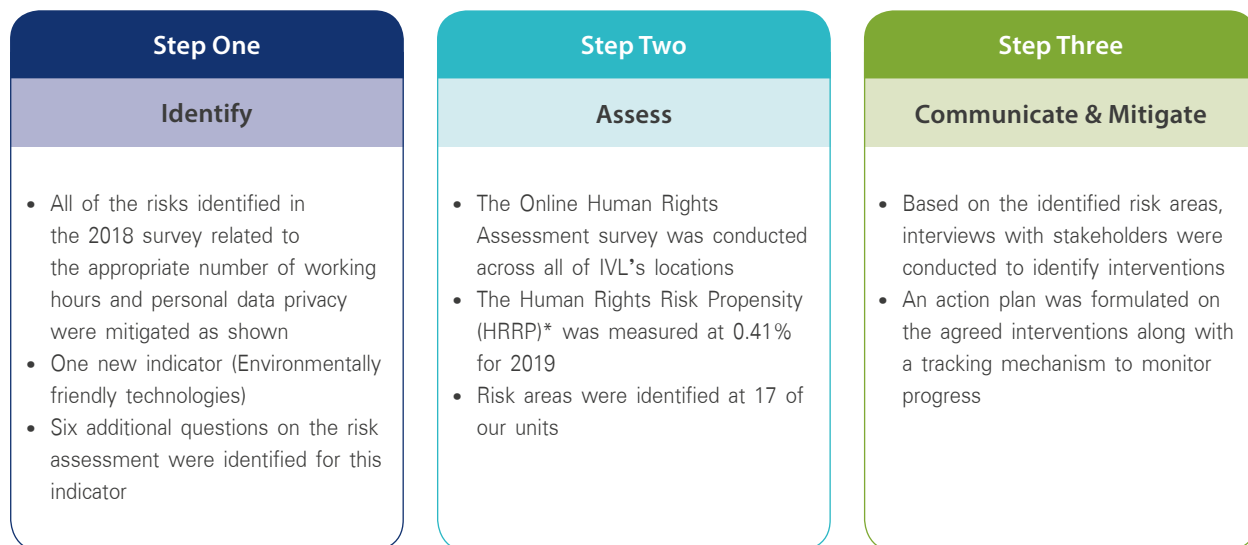 Step One
Identify
• All of the risks identified in
the 2018 survey related to
the appropriate number of working
hours and personal data privacy
were mitigated as shown
• One new indicator (Environmentally
friendly technologies)
• Six additional questions on the risk
assessment were identified for this
indicator
Step Two
Assess
• The Online Human Rights
Assessment survey was conducted
across all of IVL’s locations
• The Human Rights Risk Propensity
(HRRP)* was measured at 0.41%
for 2019
• Risk areas were identified at 17 of
our units
Step Three
Communicate & Mitigate
• Based on the identified risk areas,
interviews with stakeholders were
conducted to identify interventions
• An action plan was formulated on
the agreed interventions along with
a tracking mechanism to monitor
progress